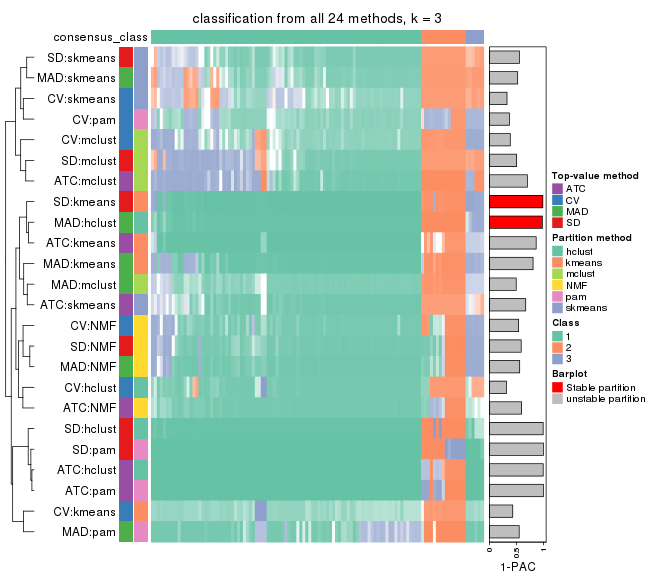 classification from all 24 methods, k = 3
consensus_class
SD:skmeans
MAD:skmeans
CV:skmeans
CV:pam
CV:mclust
SD:mclust
ATC:mclust
SD:kmeans
MAD:hclust
ATC:kmeans
MAD:kmeans
MAD:mclust
ATC:skmeans
CV:NMF
SD:NMF
MAD:NMF
CV:hclust
ATC:NMF
SD:hclust
SD:pam
ATC:hclust
ATC:pam
CV:kmeans
MAD:pam
0 0.5 1
1-PAC
Top-value method
ATC
CV
MAD
SD
Partition method
hclust
kmeans
mclust
NMF
pam
skmeans
Class
1
2
3
Barplot
Stable partition
unstable partition